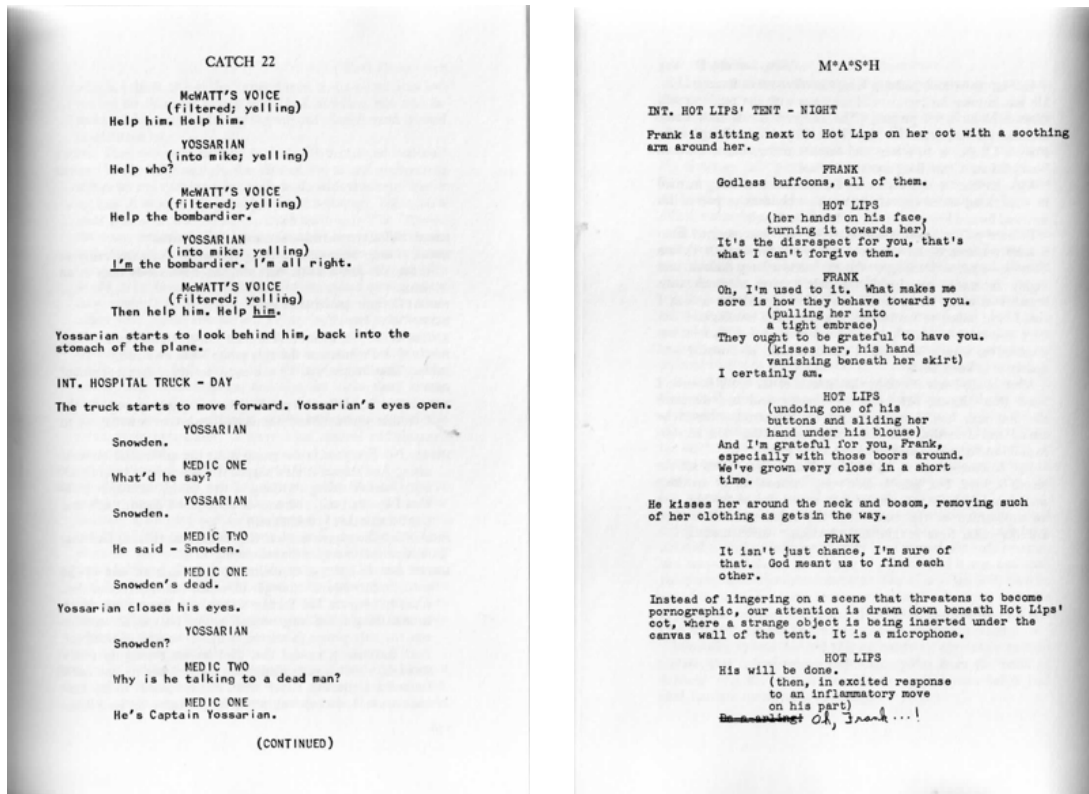 CATCH 22
McWATT'S VOICE
(filtered; yelling)
Help him. Help him.
YOSSARIAN
(into mike; yelling)
Help who?
McWATT'S VOICE
(filtered; yelling)
Help the bombardier.
YOSSARIAN
(into mike; yelling)
I'm the bombardier. I'm all right.
McWATT'S VOICE
(filtered; yelling)
Then help him. Help him.
Yossarian starts to look behind him, back into the
stomach of the plane.
INT. HOSPITAL TRUCK - DAY
The truck starts to move forward. Yossarian's eyes open.
YOSSARIAN
Snowden.
MEDIC ONE
What'd he say?
YOSSARIAN
Snowden.
MEDIC TWO
He said - Snowden.
MEDIC ONE
Snowden's dead.
Yossarian closes his eyes.
YOSSARIAN
Snowden?
MEDIC TWO
Why is he talking to a dead man?
MEDIC ONE
He's Captain Yossarian.
(CONTINUED)
M*A*S*H
INT. HOT LIPS' TENT - NIGHT
Frank is sitting next to Hot Lips on her cot with a soothing
arm around her.
FRANK
Godless buffoons, all of them.
HOT LIPS
(her hands on his face,
turning it towards her)
It's the disrespect for you, that's
what I can't forgive them.
FRANK
Oh, I'm used to it. What makes me
sore is how they behave towards you.
(pulling her into
a tight embrace)
They ought to be grateful to have you.
(kisses her, his hand
vanishing beneath her skirt)
I certainly am.
HOT LIPS
(undoing one of his
buttons and sliding her
hand under his blouse)
And I'm grateful for you, Frank,
especially with those boors around.
We've grown very close in a short
time.
He kisses her around the neck and bosom, removing such
of her clothing as gets in the way.
FRANK
It isn't just chance, I'm sure of
that. God meant us to find each
other.
Instead of lingering on a scene that threatens to become
pornographic, our attention is drawn down beneath Hot Lips'
cot, where a strange object is being inserted under the
canvas wall of the tent. It is a microphone.
HOT LIPS
His will be done.
(then, in excited response
to an inflammatory move
on his part)
Oh, Frank...!